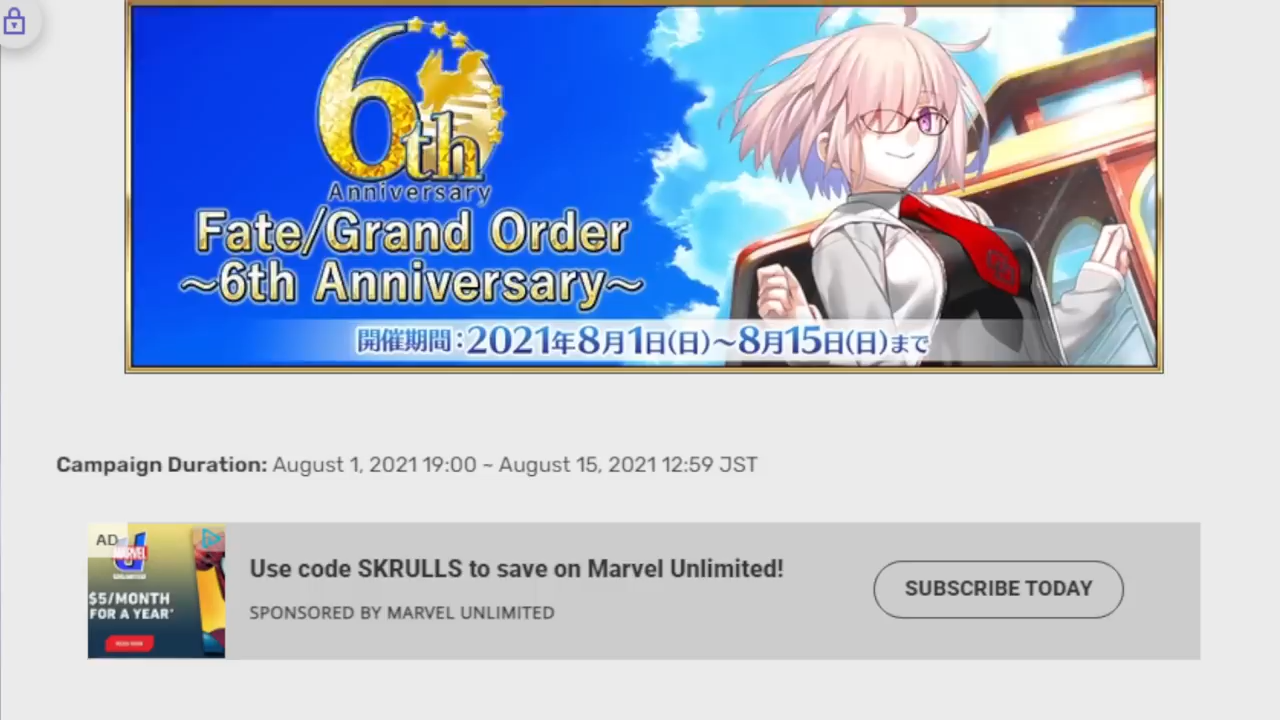 6th
Anniversary
Fate/Grand Order
～6th Anniversary～
開催期間：2021年8月1日(日)～8月15日(日)まで
Campaign Duration: August 1, 2021 19:00 ~ August 15, 2021 12:59 JST
AD
MARVEL
$5/MONTH
FOR A YEAR*
Use code SKRULLS to save on Marvel Unlimited!
SPONSORED BY MARVEL UNLIMITED
SUBSCRIBE TODAY